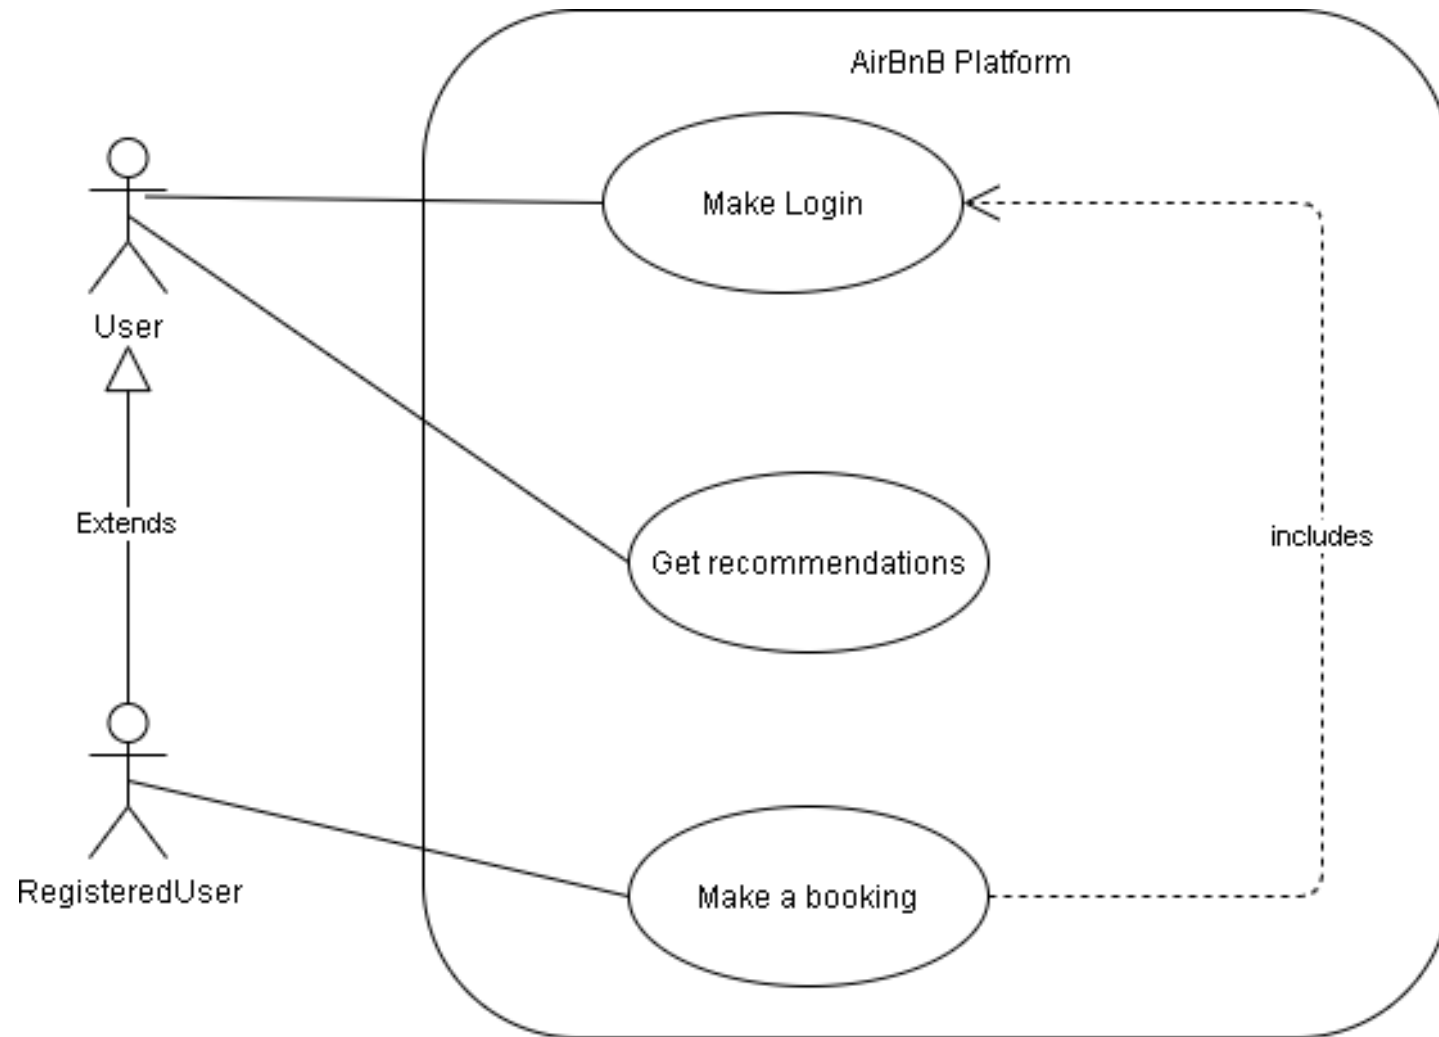 AirBnB Platform
Make Login
User
Extends
Get recommendations
includes
RegisteredUser
Make a booking